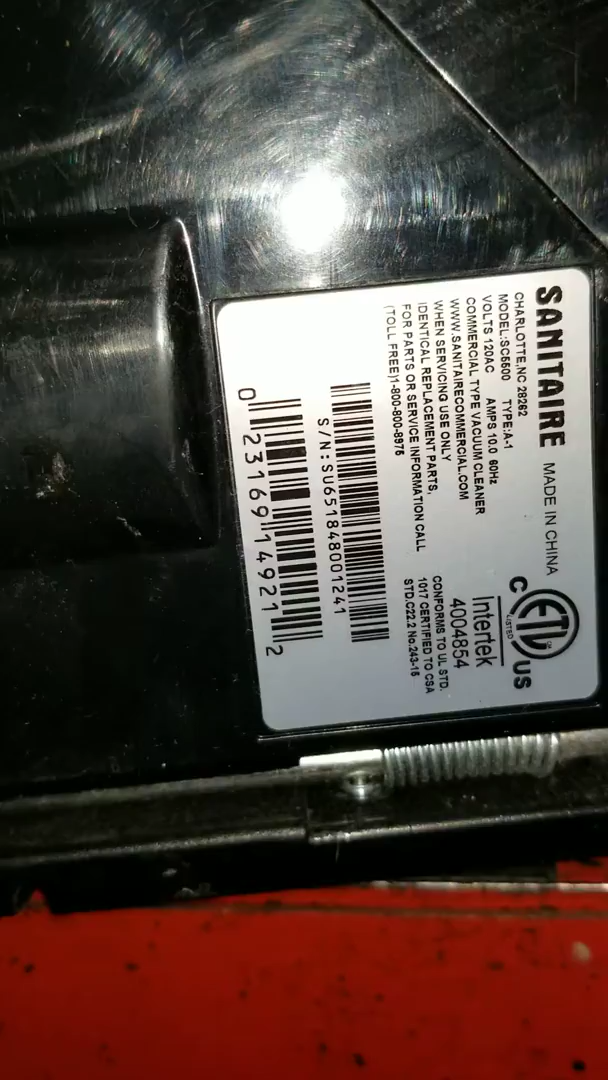 SANITAIRE MADE IN CHINA
CHARLOTTE, NC 28262
MODEL:SC5500 TYPE:A-1
VOLTS 120AC AMPS 10.0 60Hz
COMMERCIAL TYPE VACUUM CLEANER
WWW.SANITAIRECOMMERCIAL.COM
WHEN SERVICING USE ONLY
IDENTICAL REPLACEMENT PARTS,
FOR PARTS OR SERVICE INFORMATION CALL
(TOLL FREE)1-800-800-8975
C ETL US
LISTED
Intertek
4004854
CONFORMS TO UL STD.
1017 CERTIFIED TO CSA
STD.C22.2 No.243-15
S/N:SU651848001241
0 23169 14921 2